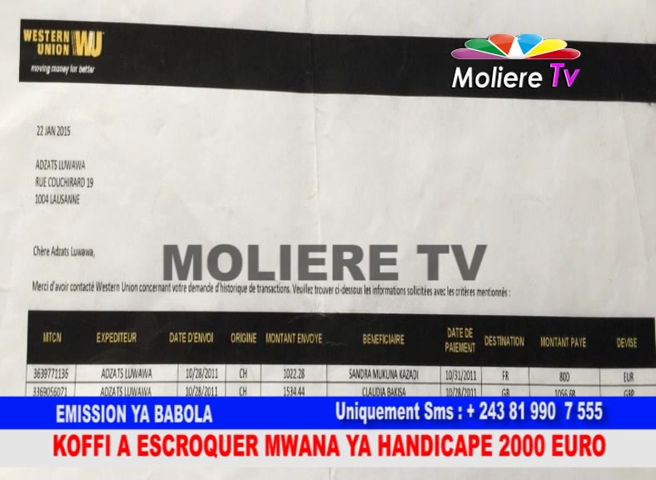 WESTERN UNION WU
moving money for better
Moliere Tv
22 JAN 2015
ADZATS LUWAWA
RUE COUCHIRARD 19
1004 LAUSANNE
Chère Adzats Luwawa,
MOLIERE TV
Merci d'avoir contacté Western Union concernant votre demande d'historique de transactions. Veuillez trouver ci-dessous les informations sollicitées avec les critères mentionnés :
MTCN EXPEDITEUR DATE D'ENVOI ORIGINE MONTANT ENVOYE BENEFICIAIRE DATE DE PAIEMENT DESTINATION MONTANT PAYE DEVISE
3639771136 ADZATS LUWAWA 10/28/2011 CH 1022.28 SANDRA MUKUNA KAZADI 10/31/2011 FR 800 EUR
3369056071 ADZATS LUWAWA 10/28/2011 CH 1534.44 CLAUDIA BAKISA 10/28/2011 GB 1056.68 GBP
EMISSION YA BABOLA Uniquement Sms : + 243 81 990 7 555
KOFFI A ESCROQUER MWANA YA HANDICAPE 2000 EURO